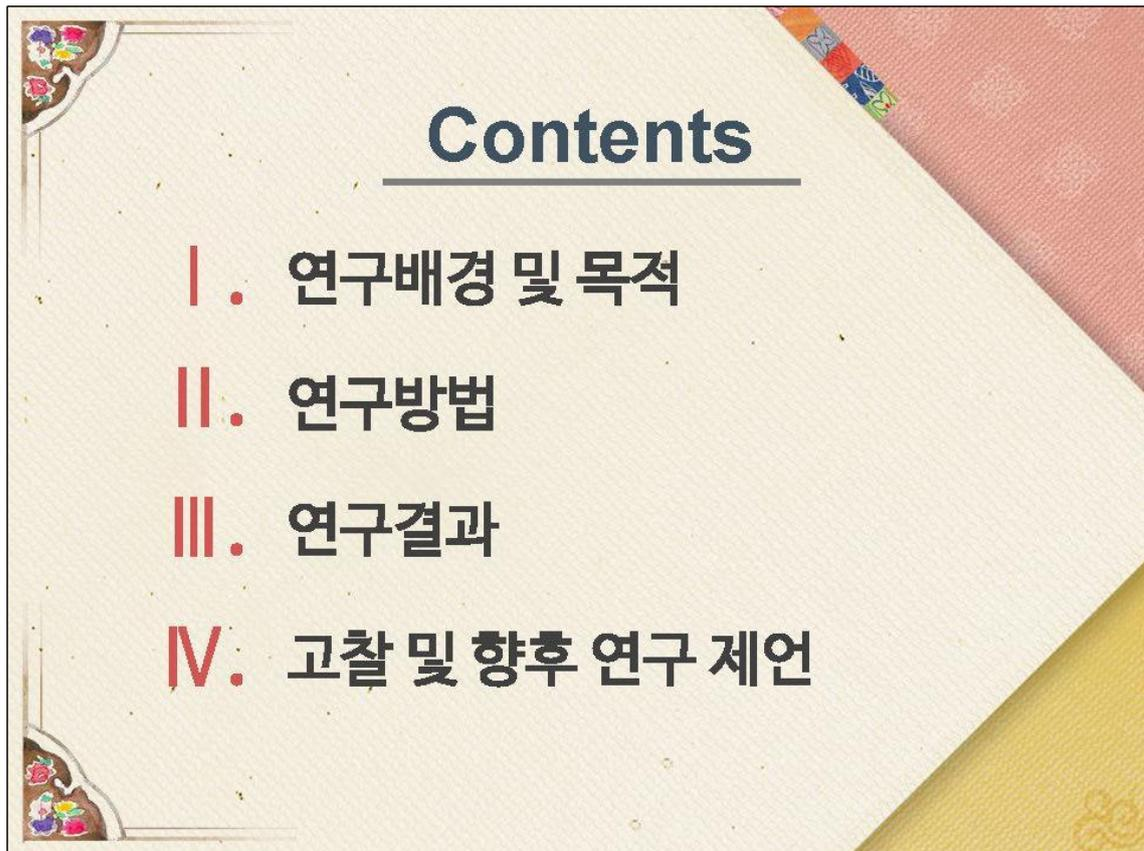 Contents
Ⅰ. 연구배경 및 목적
Ⅱ. 연구방법
Ⅲ. 연구결과
Ⅳ. 고찰 및 향후 연구 제언